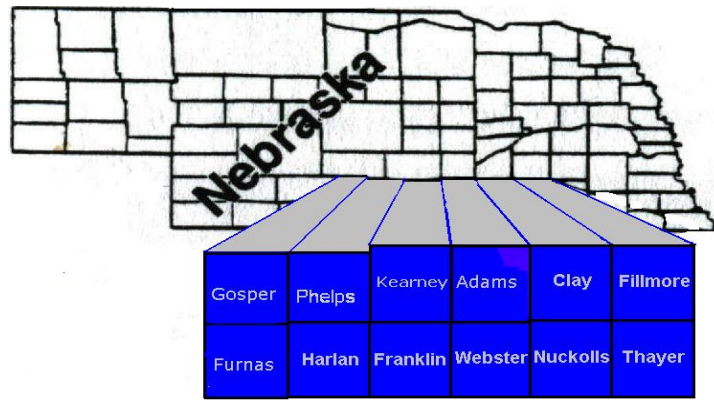 Nebraska
Gosper Phelps Kearney Adams Clay Fillmore
Furnas Harlan Franklin Webster Nuckolls Thayer